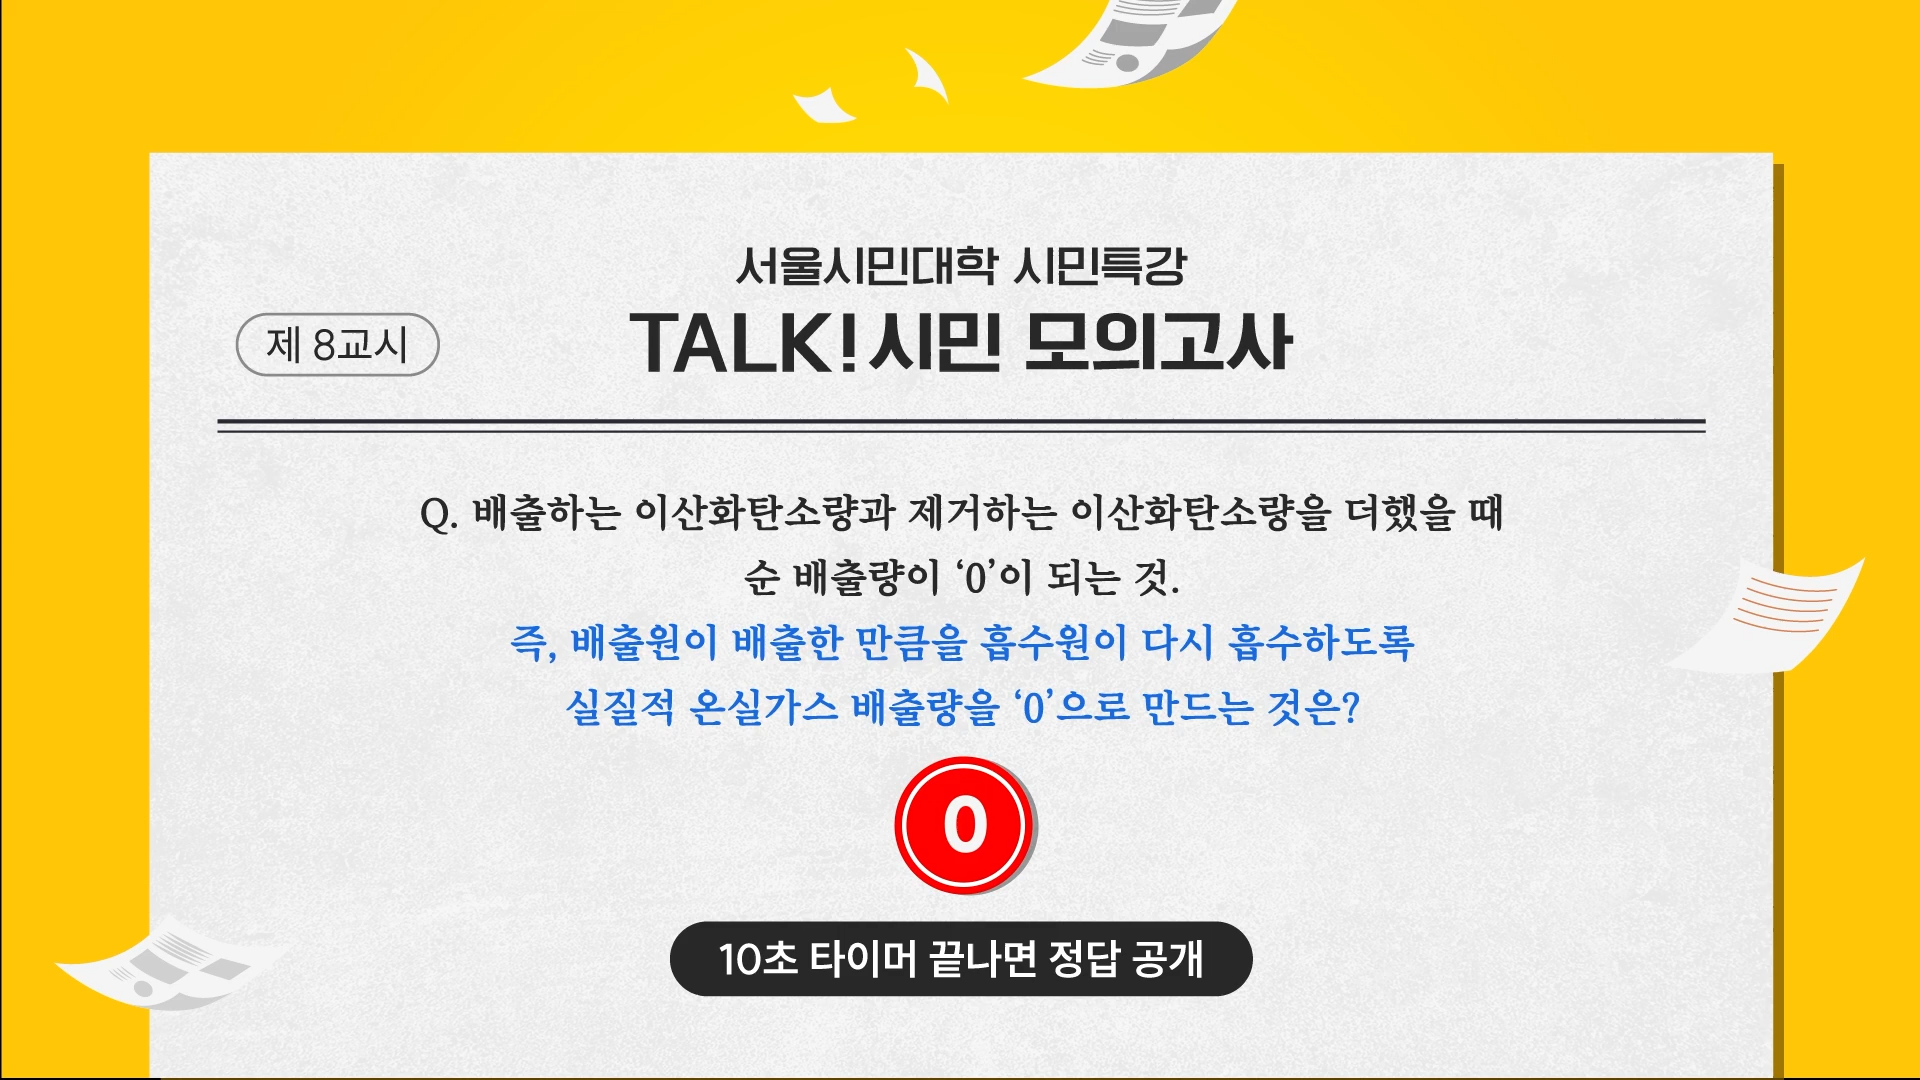 서울시민대학 시민특강
제 8교시
TALK! 시민 모의고사
Q. 배출하는 이산화탄소량과 제거하는 이산화탄소량을 더했을 때
순 배출량이 ‘0’이 되는 것.
즉, 배출원이 배출한 만큼을 흡수원이 다시 흡수하도록
실질적 온실가스 배출량을 ‘0’으로 만드는 것은?
0
10초 타이머 끝나면 정답 공개